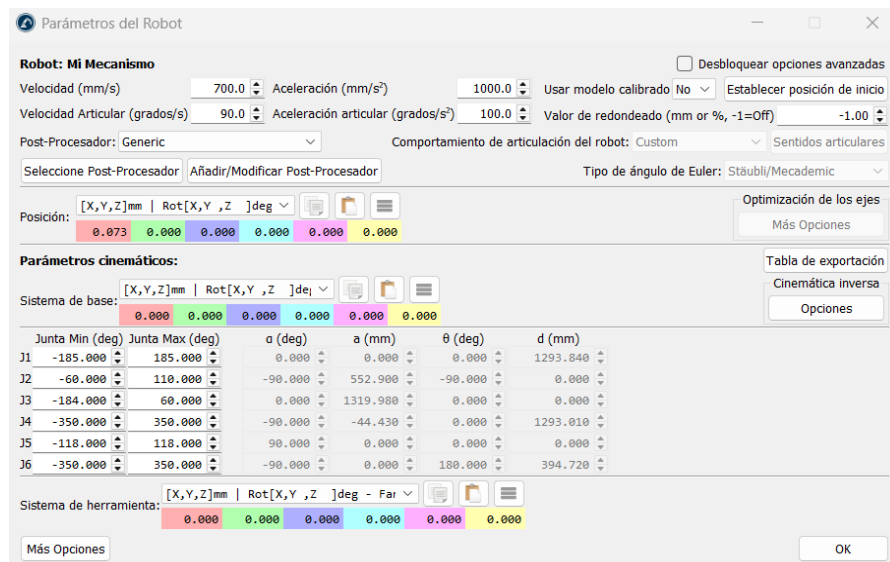 Parámetros del Robot
Robot: Mi Mecanismo
Desbloquear opciones avanzadas
Velocidad (mm/s) 700.0 Aceleración (mm/s²) 1000.0 Usar modelo calibrado No Establecer posición de inicio
Velocidad Articular (grados/s) 90.0 Aceleración articular (grados/s²) 100.0 Valor de redondeado (mm or %, -1=Off) -1.00
Post-Procesador: Generic Comportamiento de articulación del robot: Custom Sentidos articulares
Seleccione Post-Procesador Añadir/Modificar Post-Procesador Tipo de ángulo de Euler: Stäubli/Mecademic
Posición: [X,Y,Z]mm | Rot[X,Y ,Z ]deg
0.073 0.000 0.000 0.000 0.000 0.000
Optimización de los ejes
Más Opciones
Parámetros cinemáticos:
Tabla de exportación
Sistema de base: [X,Y,Z]mm | Rot[X,Y ,Z ]de
0.000 0.000 0.000 0.000 0.000 0.000
Cinemática inversa
Opciones
Junta Min (deg) Junta Max (deg) α (deg) a (mm) θ (deg) d (mm)
J1 -185.000 185.000 0.000 0.000 0.000 1293.840
J2 -60.000 110.000 -90.000 552.900 -90.000 0.000
J3 -184.000 60.000 0.000 1319.980 0.000 0.000
J4 -350.000 350.000 -90.000 -44.430 0.000 1293.010
J5 -118.000 118.000 90.000 0.000 0.000 0.000
J6 -350.000 350.000 -90.000 0.000 180.000 394.720
Sistema de herramienta: [X,Y,Z]mm | Rot[X,Y ,Z ]deg - Far
0.000 0.000 0.000 0.000 0.000 0.000
Más Opciones OK